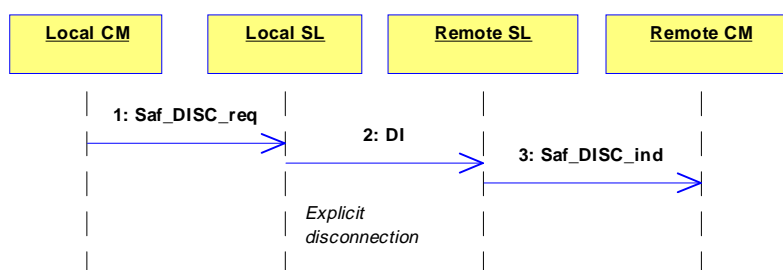 Local CM
Local SL
Remote SL
Remote CM
1: Saf_DISC_req
2: DI
3: Saf_DISC_ind
Explicit
disconnection